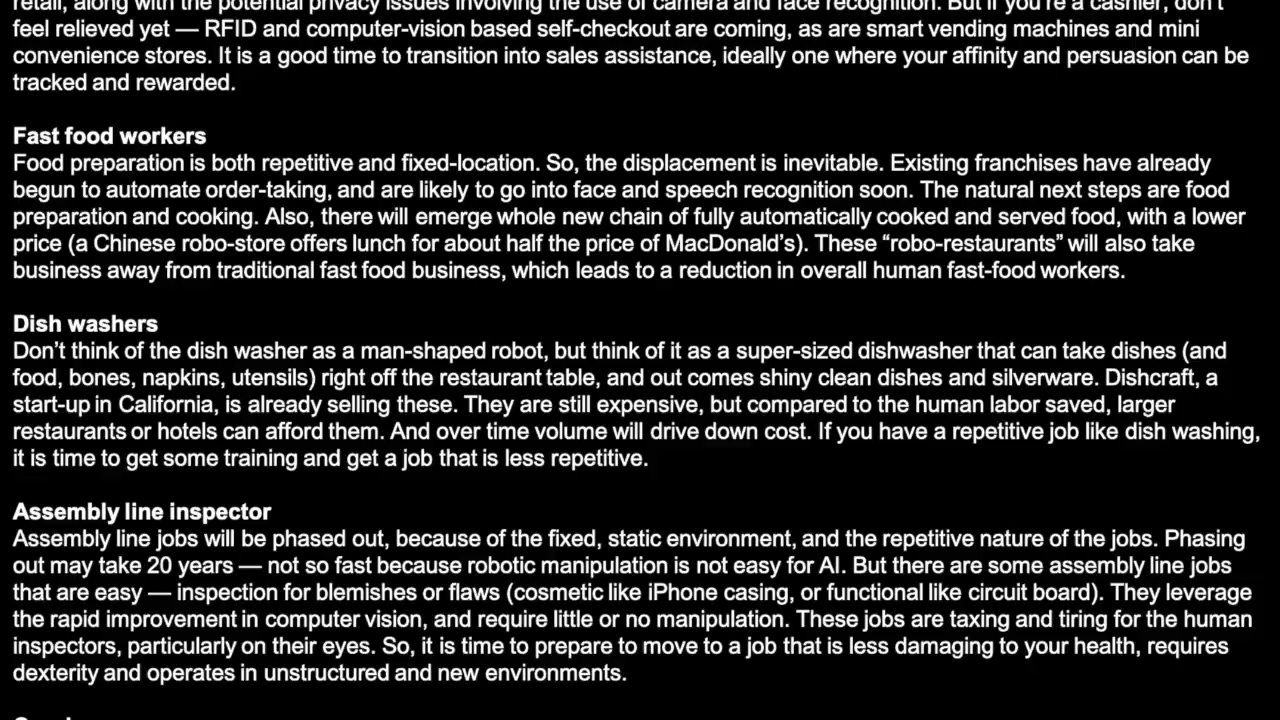 retail, along with the potential privacy issues involving the use of camera and face recognition. But if you're a cashier, don't
feel relieved yet — RFID and computer-vision based self-checkout are coming, as are smart vending machines and mini
convenience stores. It is a good time to transition into sales assistance, ideally one where your affinity and persuasion can be
tracked and rewarded.
Fast food workers
Food preparation is both repetitive and fixed-location. So, the displacement is inevitable. Existing franchises have already
begun to automate order-taking, and are likely to go into face and speech recognition soon. The natural next steps are food
preparation and cooking. Also, there will emerge whole new chain of fully automatically cooked and served food, with a lower
price (a Chinese robo-store offers lunch for about half the price of MacDonald's). These “robo-restaurants” will also take
business away from traditional fast food business, which leads to a reduction in overall human fast-food workers.
Dish washers
Don't think of the dish washer as a man-shaped robot, but think of it as a super-sized dishwasher that can take dishes (and
food, bones, napkins, utensils) right off the restaurant table, and out comes shiny clean dishes and silverware. Dishcraft, a
start-up in California, is already selling these. They are still expensive, but compared to the human labor saved, larger
restaurants or hotels can afford them. And over time volume will drive down cost. If you have a repetitive job like dish washing,
it is time to get some training and get a job that is less repetitive.
Assembly line inspector
Assembly line jobs will be phased out, because of the fixed, static environment, and the repetitive nature of the jobs. Phasing
out may take 20 years — not so fast because robotic manipulation is not easy for AI. But there are some assembly line jobs
that are easy — inspection for blemishes or flaws (cosmetic like iPhone casing, or functional like circuit board). They leverage
the rapid improvement in computer vision, and require little or no manipulation. These jobs are taxing and tiring for the human
inspectors, particularly on their eyes. So, it is time to prepare to move to a job that is less damaging to your health, requires
dexterity and operates in unstructured and new environments.